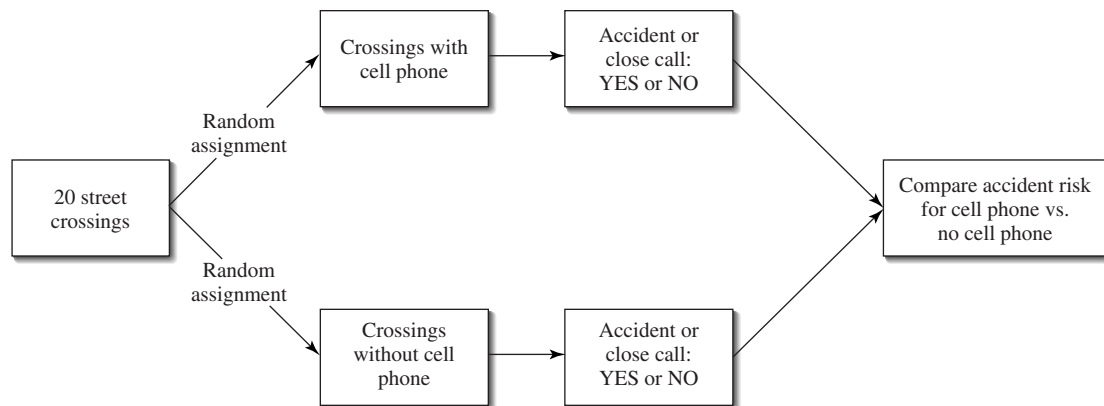 20 street
crossings
Random
assignment
Crossings with
cell phone
Accident or
close call:
YES or NO
Random
assignment
Crossings
without cell
phone
Accident or
close call:
YES or NO
Compare accident risk
for cell phone vs.
no cell phone